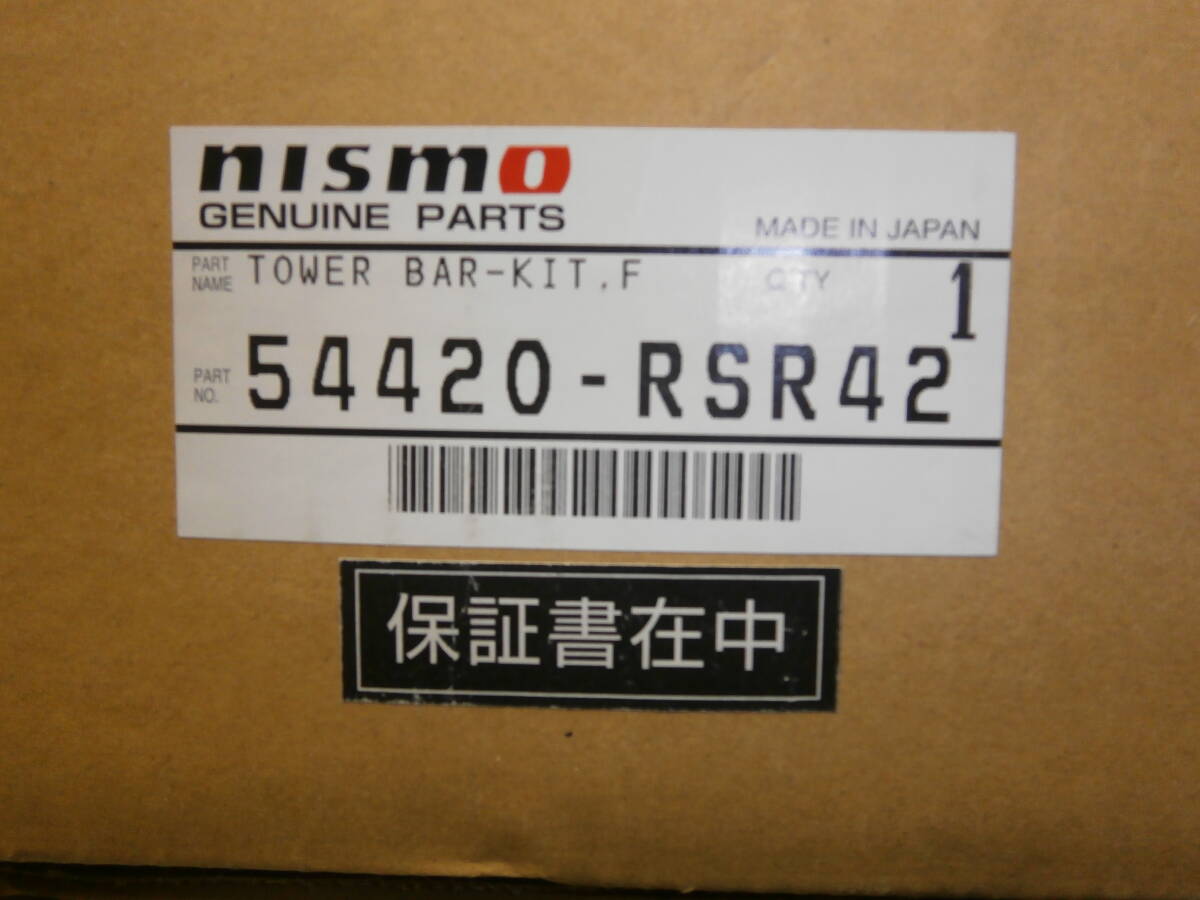 nismo
GENUINE PARTS
MADE IN JAPAN
PART NAME TOWER BAR-KIT,F Q'TY 1
PART NO. 54420-RSR42
保証書在中